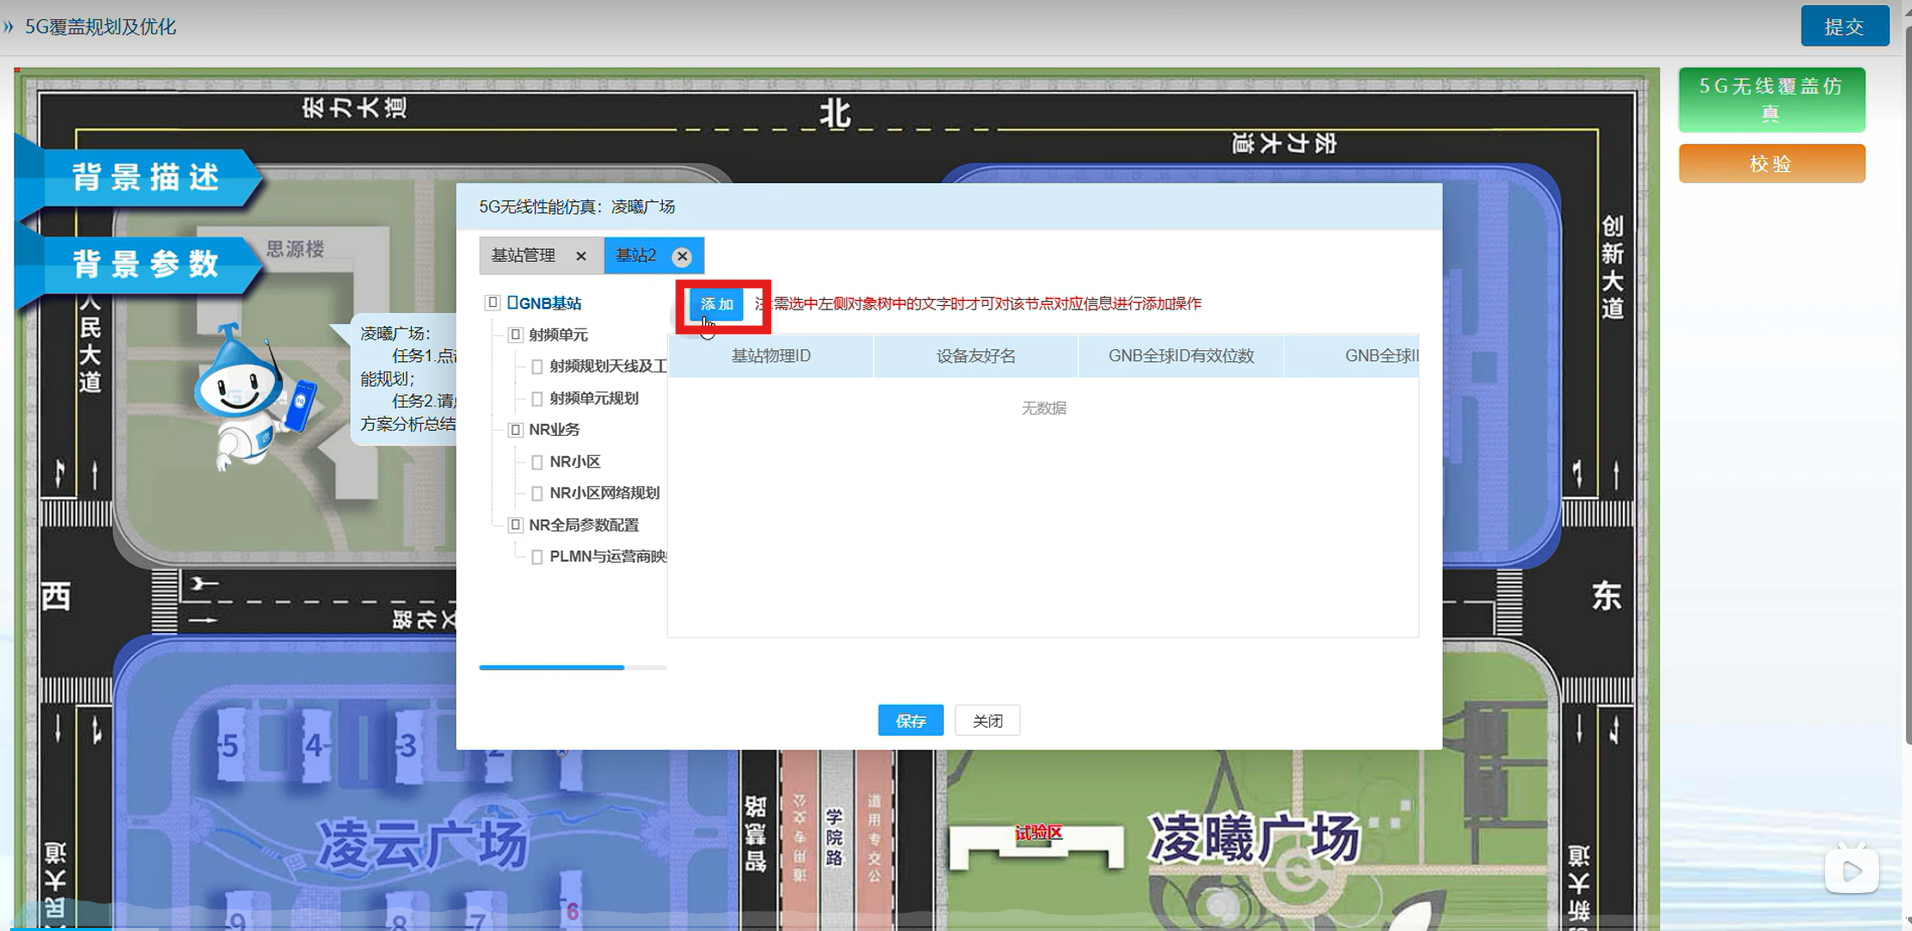 5G覆盖规划及优化
提交
5G无线覆盖仿
真
校验
宏力大道
北
宏力大道
背景描述
背景参数
思源楼
人民大道
创新大道
凌曦广场：
任务1.点
能规划；
任务2.请
方案分析总结
5G无线性能仿真：凌曦广场
基站管理
基站2
GNB基站
添加
需选中左侧对象树中的文字时才可对该节点对应信息进行添加操作
射频单元
射频规划天线及工
射频单元规划
NR业务
NR小区
NR小区网络规划
NR全局参数配置
PLMN与运营商映
基站物理ID
设备友好名
GNB全球ID有效位数
GNB全球I
无数据
保存
关闭
西
东
文化路
5
4
3
2
凌云广场
9
8
7
6
智慧路
公交专用道
学院路
公交专用道
试验区
凌曦广场
民大道
新大道